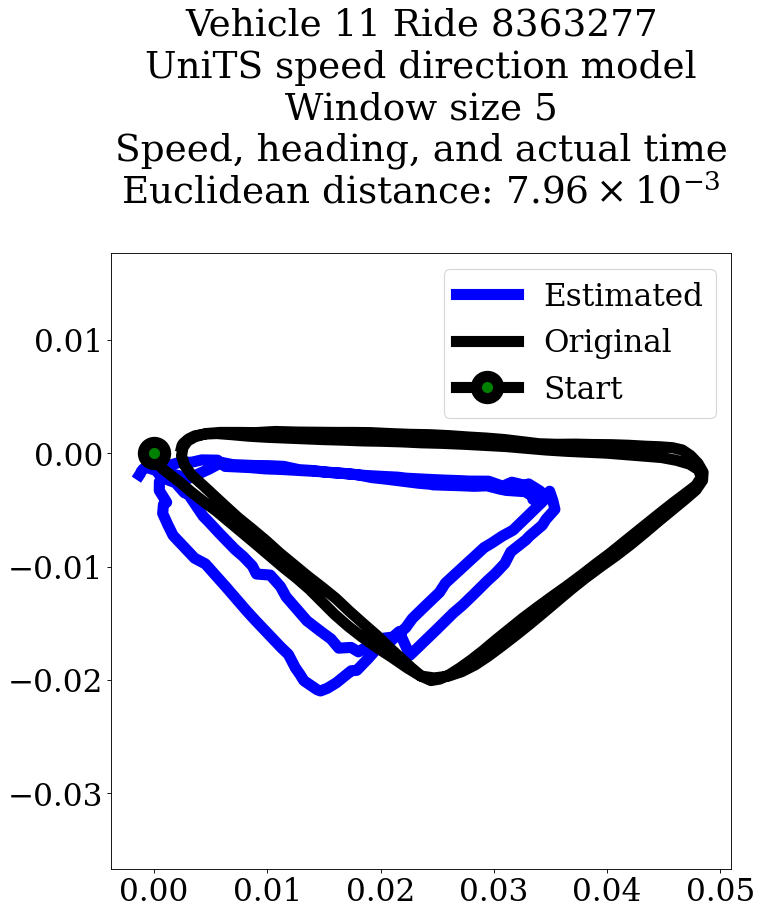 Vehicle 11 Ride 8363277
UniTS speed direction model
Window size 5
Speed, heading, and actual time
Euclidean distance: 7.96 × 10⁻³
Estimated
Original
Start
0.01
0.00
−0.01
−0.02
−0.03
0.00 0.01 0.02 0.03 0.04 0.05